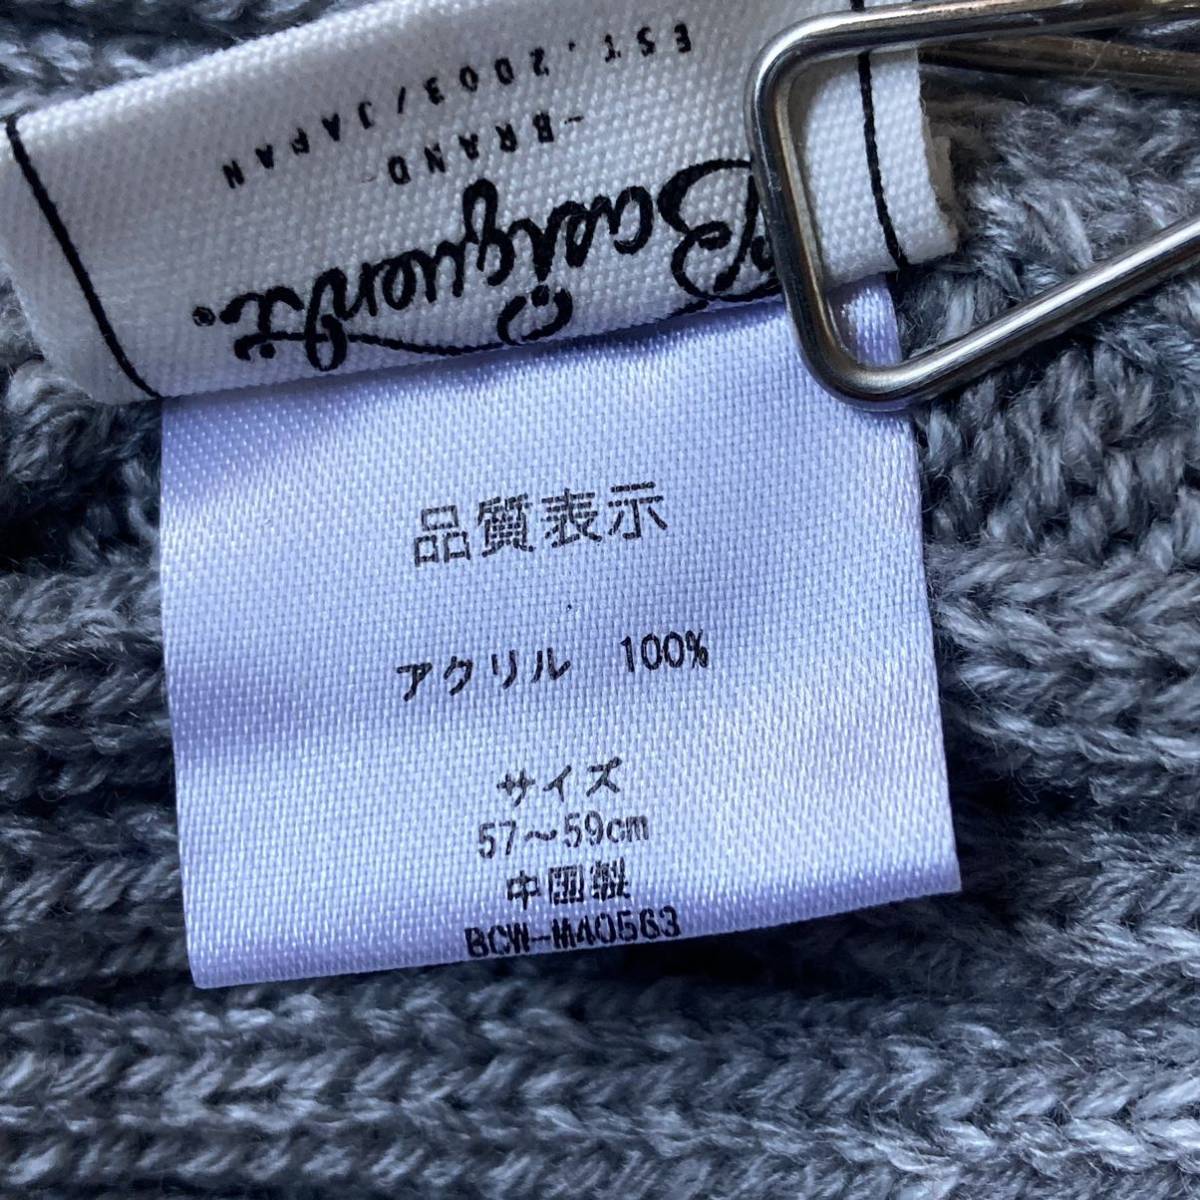 Basiquenti.
-BRAND
EST.2003/JAPAN
品質表示
アクリル 100%
サイズ
57～59cm
中国製
BCW-M40563